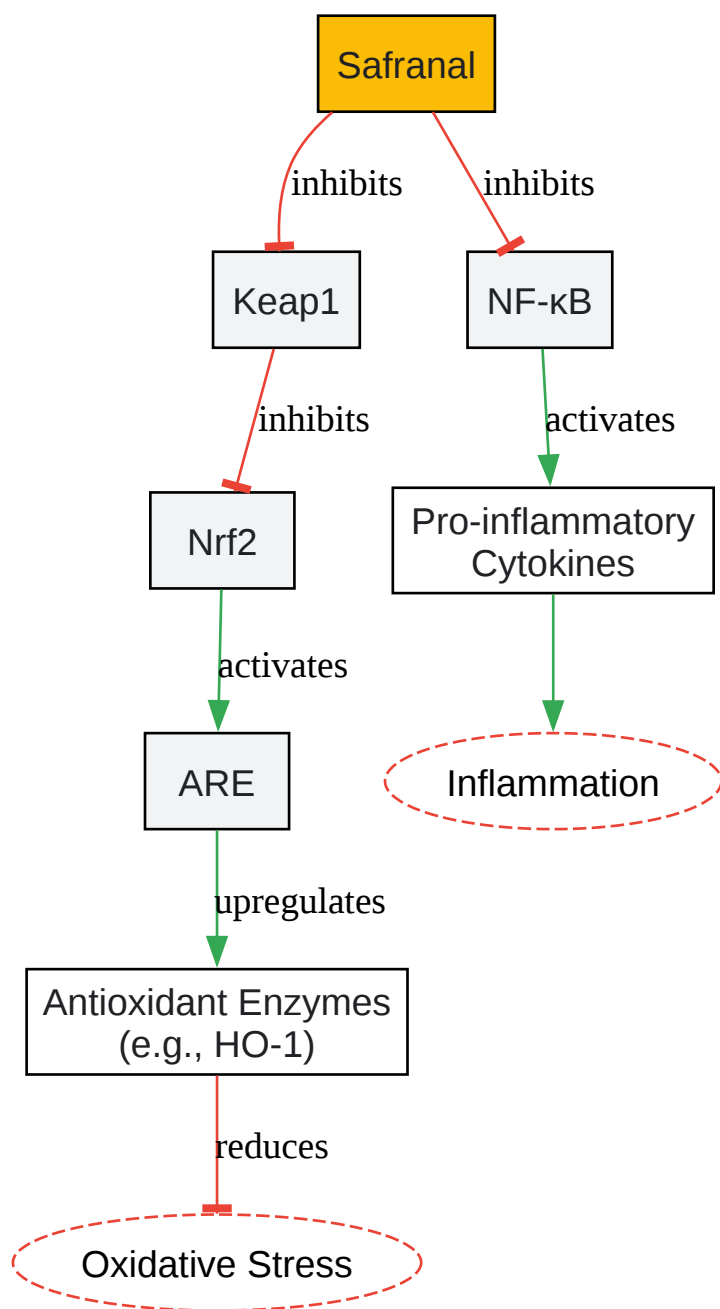 Safranal
inhibits
inhibits
Keap1
NF-κB
inhibits
activates
Nrf2
Pro-inflammatory
Cytokines
activates
ARE
Inflammation
upregulates
Antioxidant Enzymes
(e.g., HO-1)
reduces
Oxidative Stress